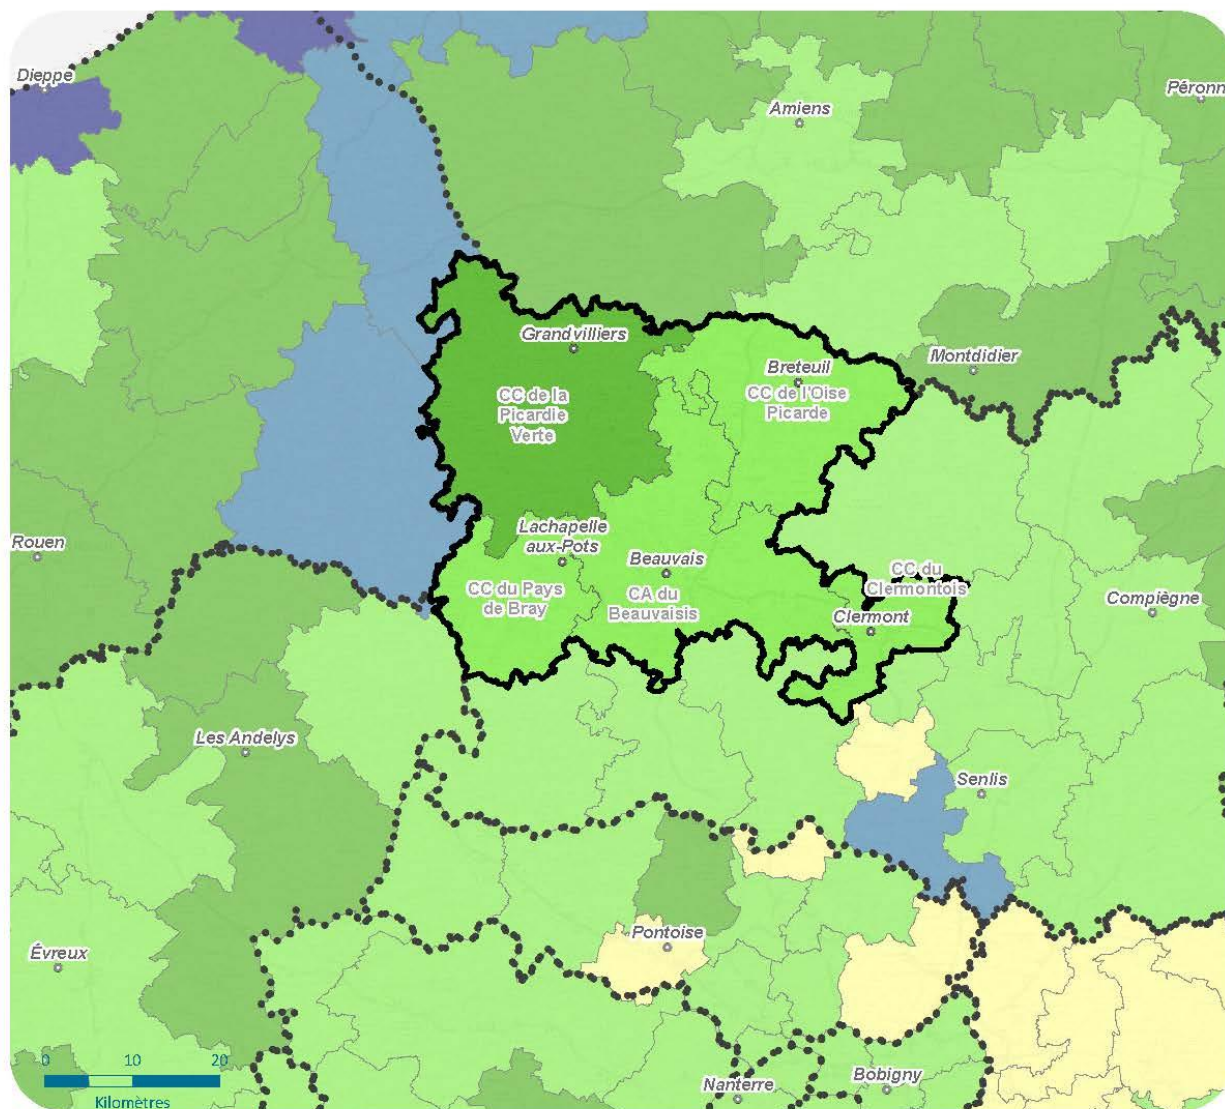 Dieppe
Péronn
Amiens
Grandvilliers
Montdidier
Breteuil
CC de l'Oise
Picarde
CC de la
Picardie
Verte
Rouen
Lachapelle
aux-Pots
Beauvais
CC du
Clermontois
CC du Pays
de Bray
CA du
Beauvaisis
Compiègne
Clermont
Les Andelys
Senlis
Pontoise
Évreux
0 10 20
Kilomètres
Nanterre
Bobigny